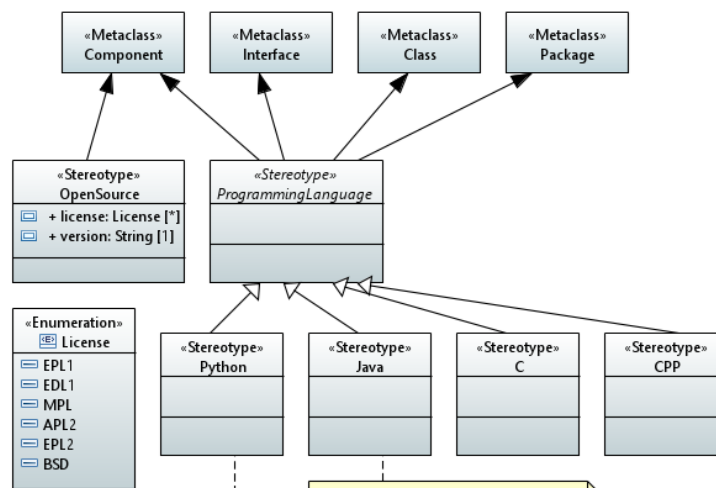 «Metaclass»
Component
«Metaclass»
Interface
«Metaclass»
Class
«Metaclass»
Package
«Stereotype»
OpenSource
+ license: License [*]
+ version: String [1]
«Stereotype»
ProgrammingLanguage
«Enumeration»
License
EPL1
EDL1
MPL
APL2
EPL2
BSD
«Stereotype»
Python
«Stereotype»
Java
«Stereotype»
C
«Stereotype»
CPP